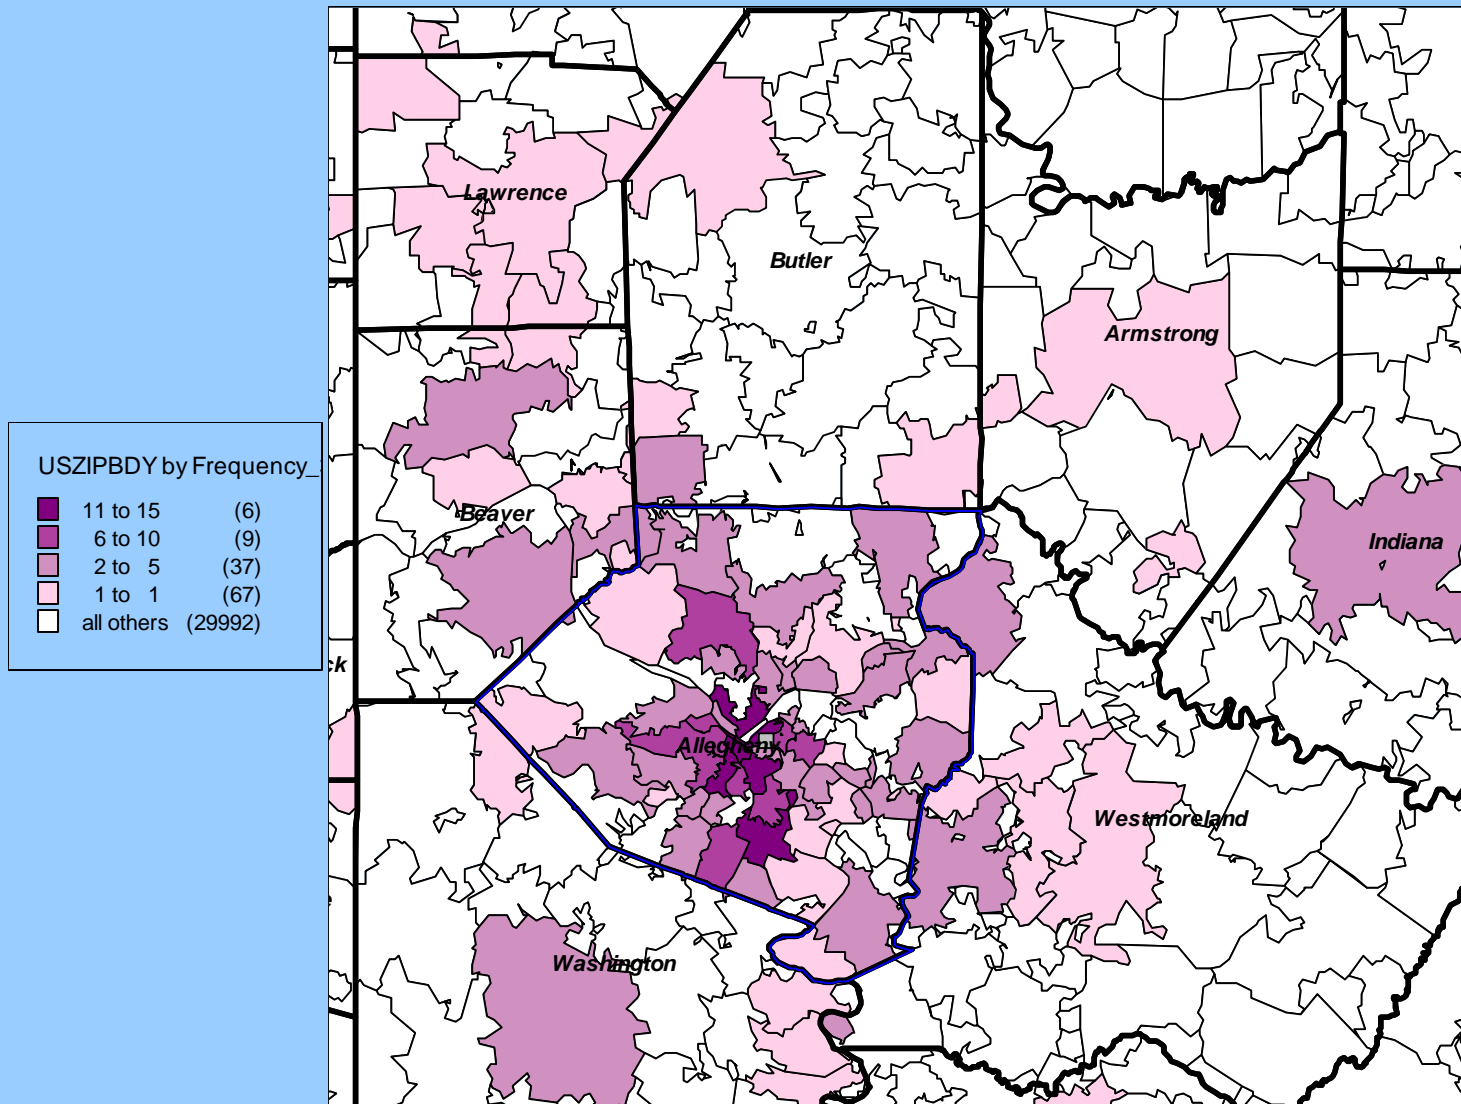 USZIPBDY by Frequency_
11 to 15 (6)
6 to 10 (9)
2 to 5 (37)
1 to 1 (67)
all others (29992)
Lawrence
Butler
Armstrong
Beaver
Indiana
ck
Allegheny
Westmoreland
Washington